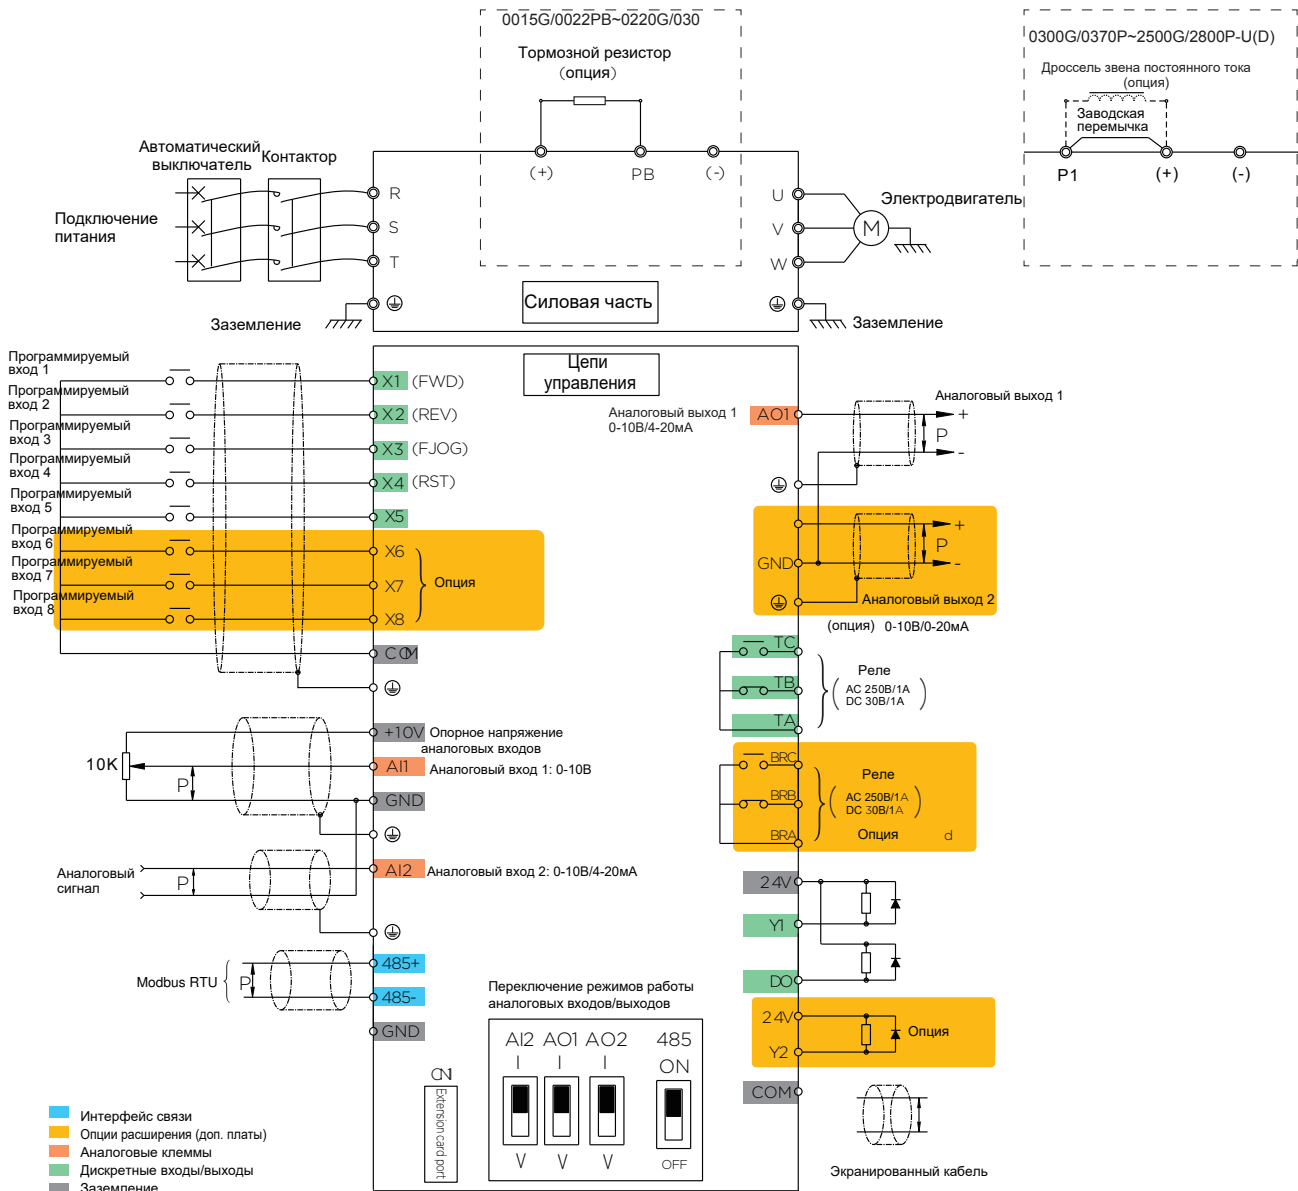 0015G/0022PB~0220G/030
Тормозной резистор
(опция)
(+)
PB
(-)
0300G/0370P~2500G/2800P-U(D)
Дроссель звена постоянного тока
(опция)
Заводская
перемычка
P1
(+)
(-)
Автоматический
выключатель
Контактор
Подключение
питания
R
S
T
U
V
W
M
Электродвигатель
Силовая часть
Заземление
Заземление
Цепи
управления
Программируемый
вход 1
Программируемый
вход 2
Программируемый
вход 3
Программируемый
вход 4
Программируемый
вход 5
Программируемый
вход 6
Программируемый
вход 7
Программируемый
вход 8
X1 (FWD)
X2 (REV)
X3 (FJOG)
X4 (RST)
X5
X6
X7
X8
Опция
COM
+10V
Опорное напряжение
аналоговых входов
10K
P
AI1
Аналоговый вход 1: 0-10В
GND
Аналоговый
сигнал
P
AI2
Аналоговый вход 2: 0-10В/4-20мА
Modbus RTU
P
485+
485-
GND
Аналоговый выход 1
0-10В/4-20мА
AO1
Аналоговый выход 1
+
P
-
+
P
-
GND
Аналоговый выход 2
(опция) 0-10В/0-20мА
TC
TB
TA
Реле
AC 250В/1А
DC 30В/1А
BRC
BRB
BRA
Реле
AC 250В/1А
DC 30В/1А
Опция
d
24V
Y1
DO
24V
Y2
Опция
COM
Экранированный кабель
Переключение режимов работы
аналоговых входов/выходов
AI2 AO1 AO2 485
I I I ON
V V V OFF
CN1
Extension card port
Интерфейс связи
Опции расширения (доп. платы)
Аналоговые клеммы
Дискретные входы/выходы
Заземление